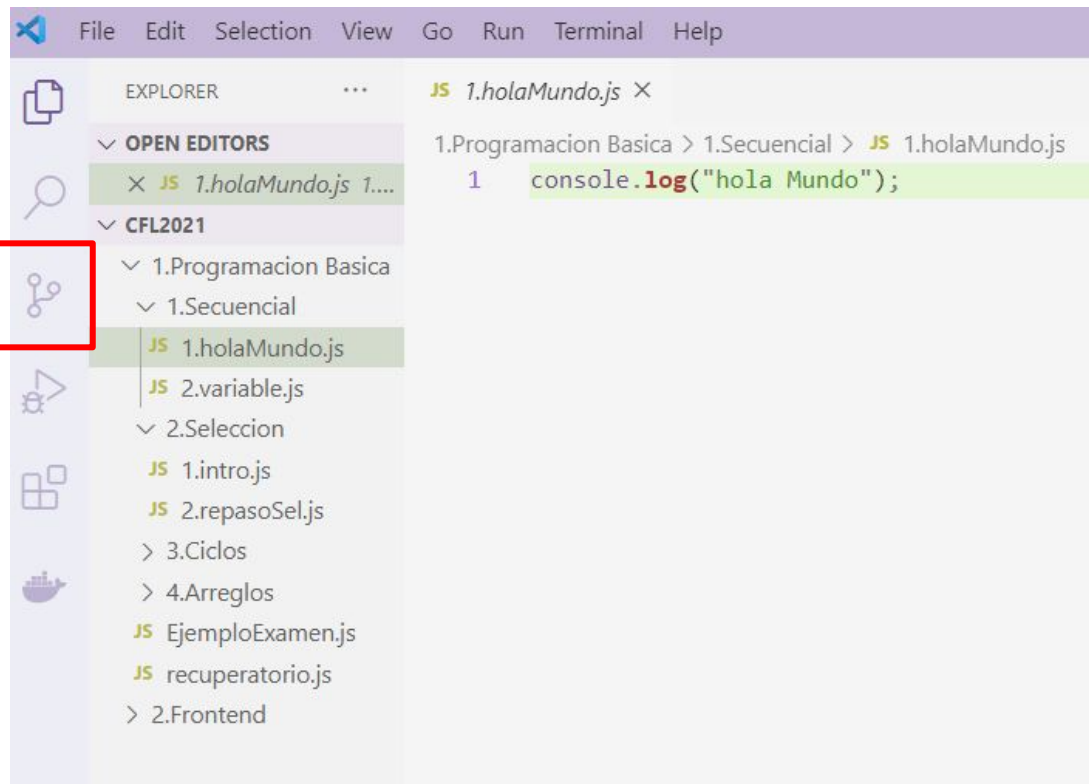 File Edit Selection View Go Run Terminal Help
EXPLORER ...
OPEN EDITORS
JS 1.holaMundo.js 1....
CFL2021
1.Programacion Basica
1.Secuencial
JS 1.holaMundo.js
JS 2.variable.js
2.Seleccion
JS 1.intro.js
JS 2.repasoSel.js
3.Ciclos
4.Arreglos
JS EjemploExamen.js
JS recuperatorio.js
2.Frontend
JS 1.holaMundo.js
1.Programacion Basica > 1.Secuencial > JS 1.holaMundo.js
1 console.log("hola Mundo");